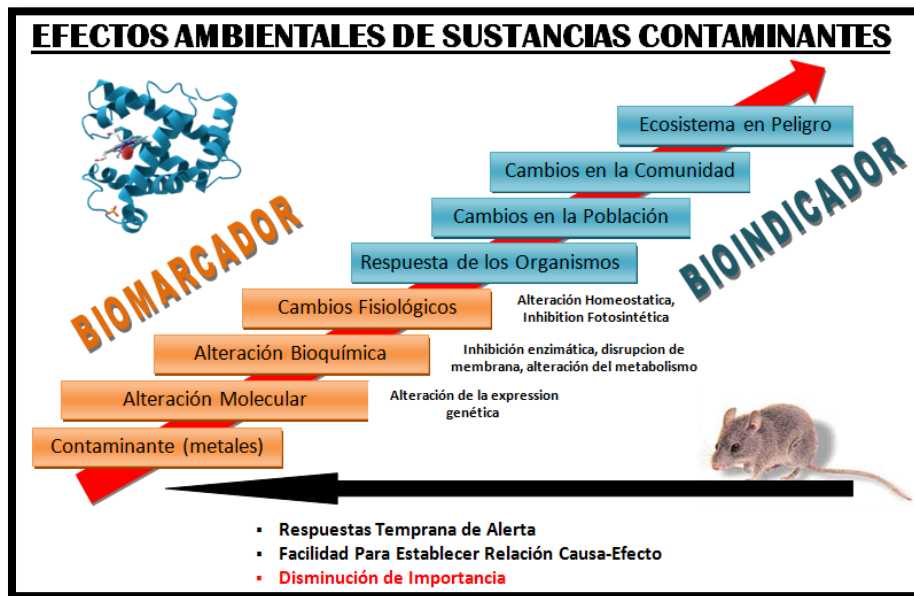 EFECTOS AMBIENTALES DE SUSTANCIAS CONTAMINANTES
Ecosistema en Peligro
Cambios en la Comunidad
Cambios en la Población
Respuesta de los Organismos
BIOMARCADOR
BIOINDICADOR
Cambios Fisiológicos
Alteración Homeostatica,
Inhibition Fotosintética
Alteración Bioquímica
Inhibición enzimática, disrupcion de
membrana, alteración del metabolismo
Alteración Molecular
Alteración de la expression
genética
Contaminante (metales)
▪ Respuestas Temprana de Alerta
▪ Facilidad Para Establecer Relación Causa-Efecto
▪ Disminución de Importancia